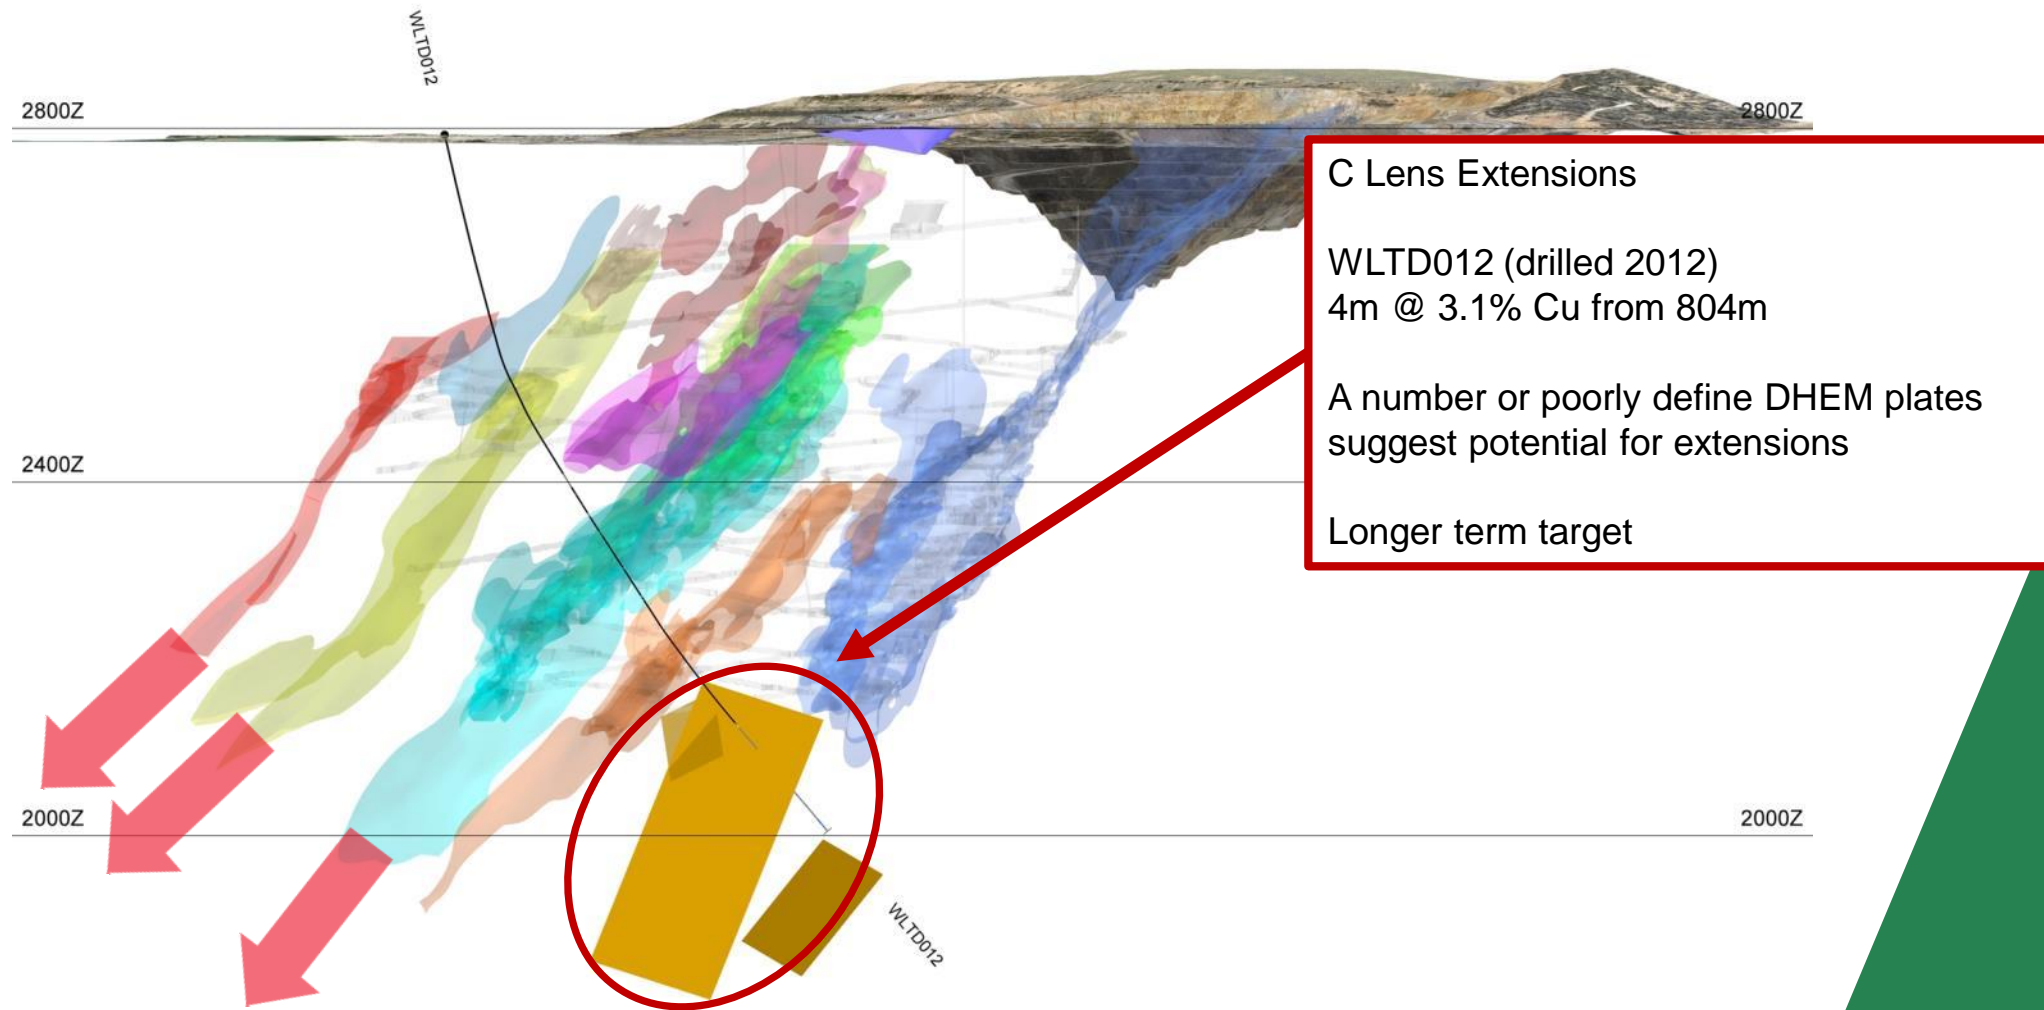 WLTD012
2800Z
2800Z
C Lens Extensions
WLTD012 (drilled 2012)
4m @ 3.1% Cu from 804m
A number or poorly define DHEM plates
suggest potential for extensions
Longer term target
2400Z
2000Z
2000Z
WLTD012